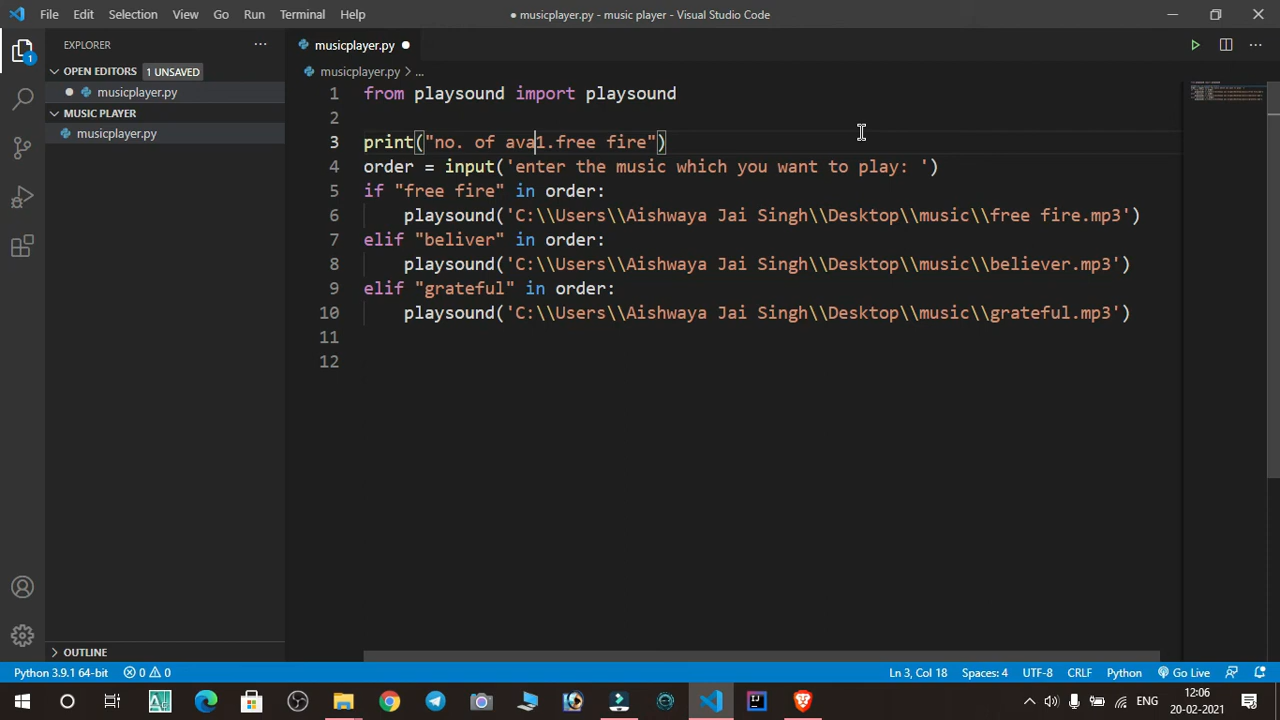 File Edit Selection View Go Run Terminal Help
● musicplayer.py - music player - Visual Studio Code
EXPLORER
musicplayer.py
OPEN EDITORS 1 UNSAVED
musicplayer.py
MUSIC PLAYER
musicplayer.py
OUTLINE
1
musicplayer.py > ...
1 from playsound import playsound
2
3 print("no. of ava1.free fire")
4 order = input('enter the music which you want to play: ')
5 if "free fire" in order:
6     playsound('C:\\Users\\Aishwaya Jai Singh\\Desktop\\music\\free fire.mp3')
7 elif "beliver" in order:
8     playsound('C:\\Users\\Aishwaya Jai Singh\\Desktop\\music\\believer.mp3')
9 elif "grateful" in order:
10     playsound('C:\\Users\\Aishwaya Jai Singh\\Desktop\\music\\grateful.mp3')
11
12
Python 3.9.1 64-bit 0 0 Ln 3, Col 18 Spaces: 4 UTF-8 CRLF Python Go Live
ENG 12:06
20-02-2021